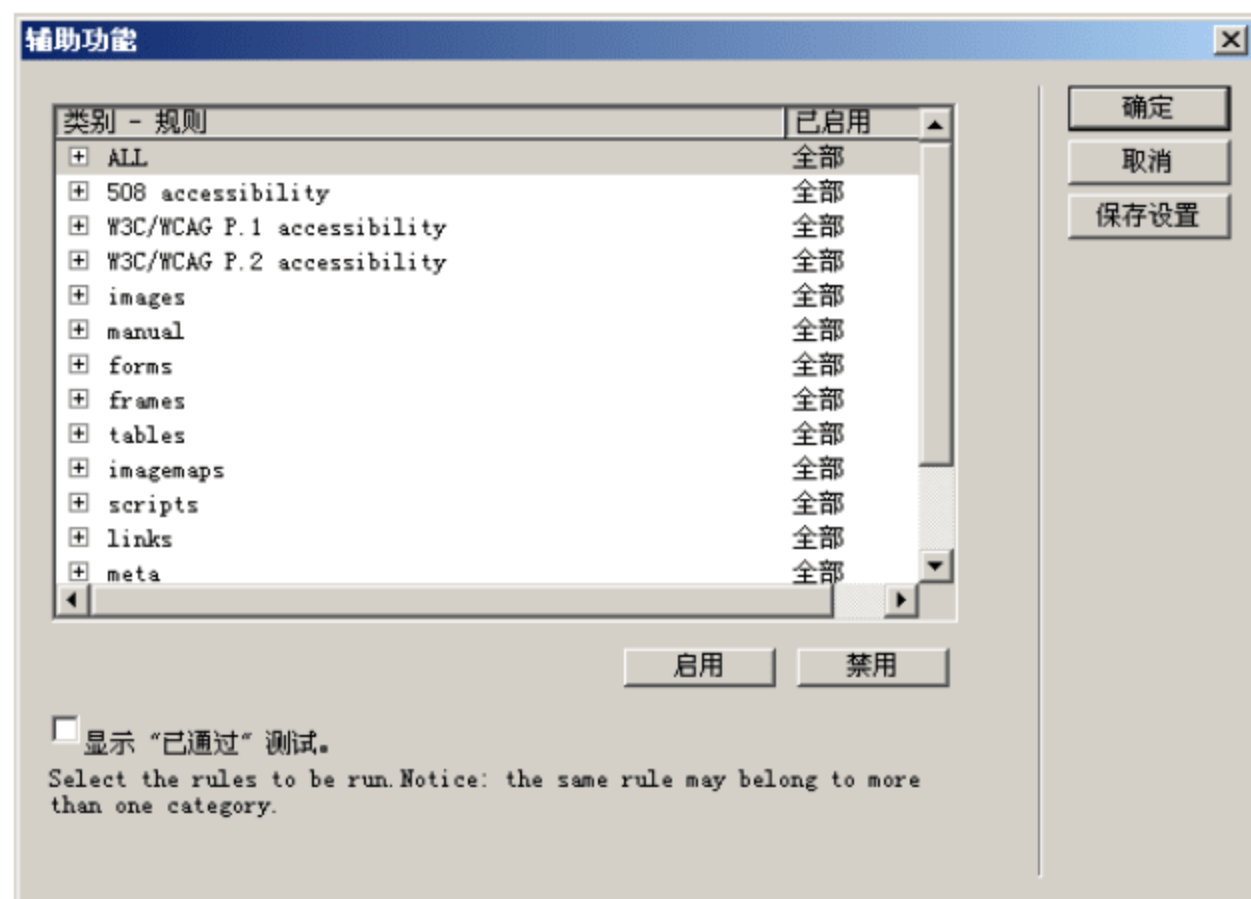 辅助功能
类别 - 规则 已启用
ALL 全部
508 accessibility 全部
W3C/WCAG P.1 accessibility 全部
W3C/WCAG P.2 accessibility 全部
images 全部
manual 全部
forms 全部
frames 全部
tables 全部
imagemaps 全部
scripts 全部
links 全部
meta 全部
确定
取消
保存设置
启用 禁用
显示 “已通过” 测试。
Select the rules to be run.Notice: the same rule may belong to more
than one category.